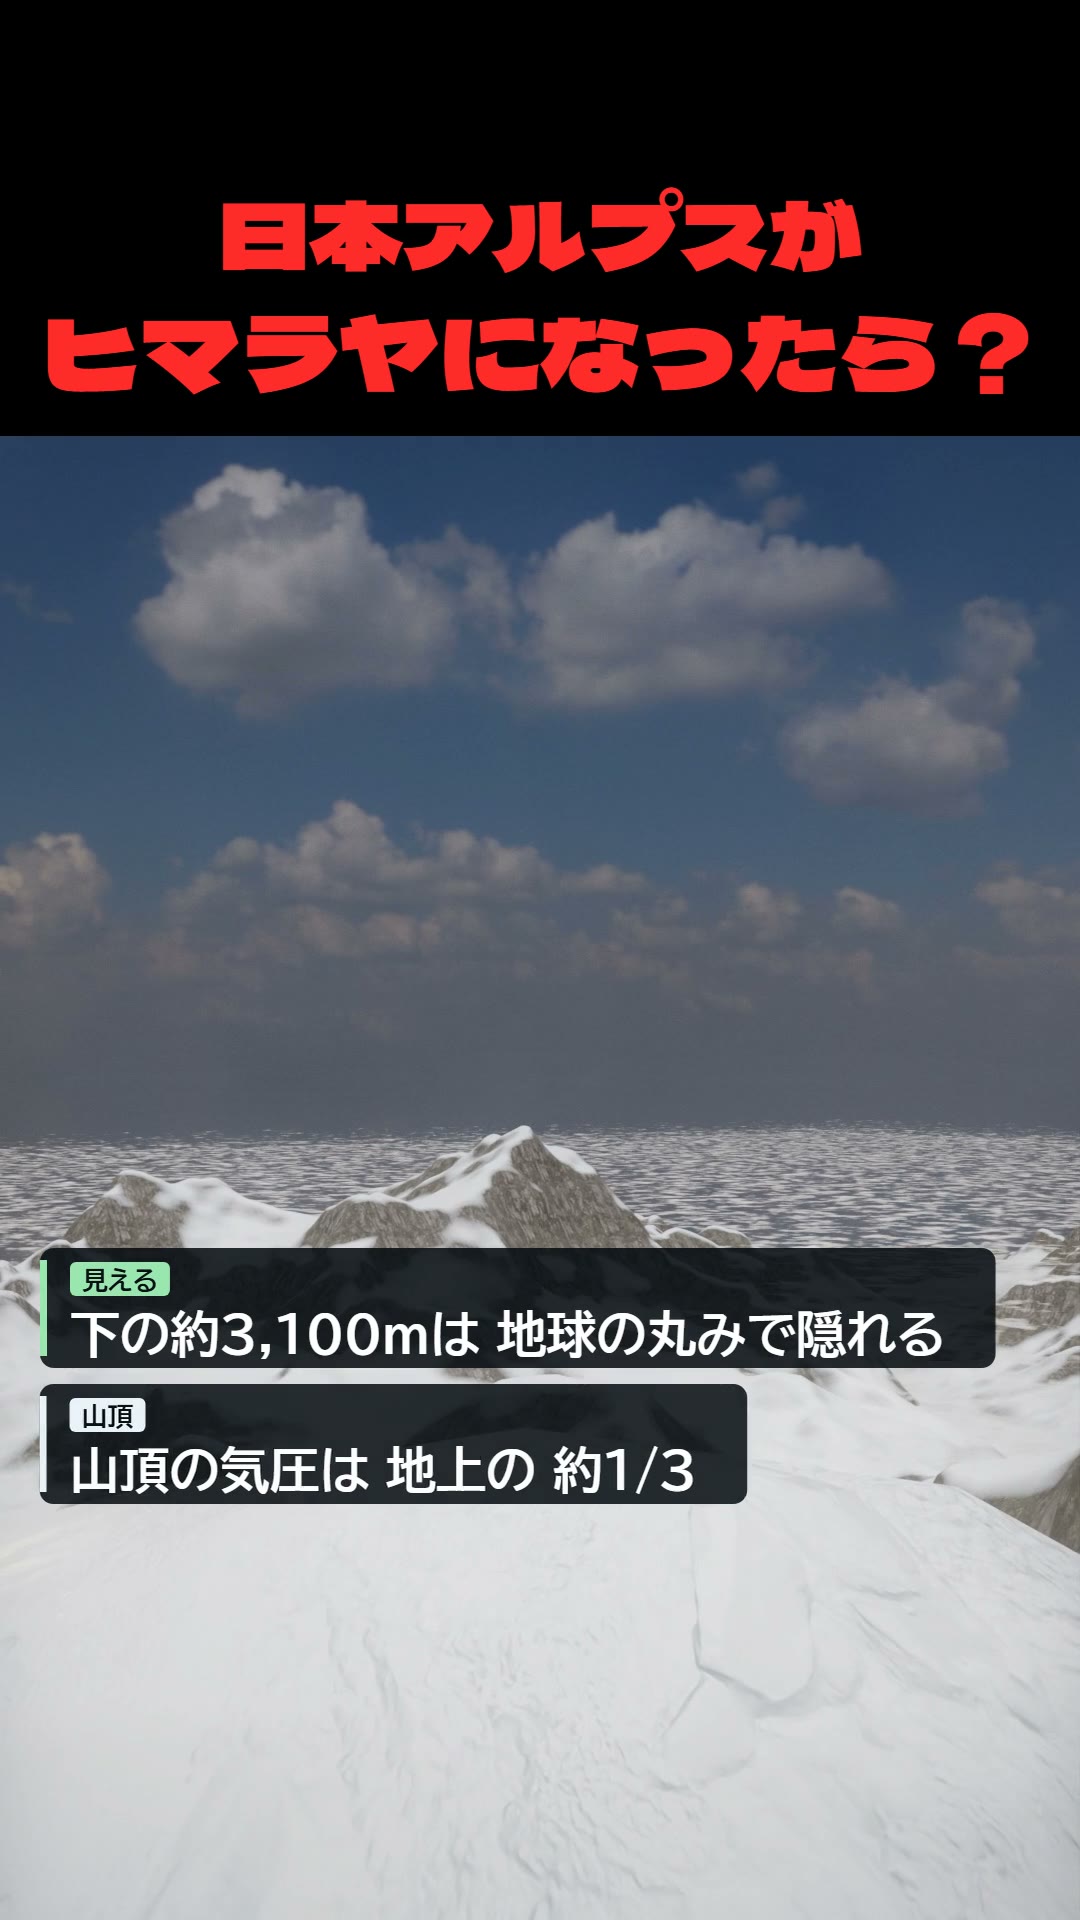 日本アルプスが
ヒマラヤになったら？
見える
下の約3,100mは 地球の丸みで隠れる
山頂
山頂の気圧は 地上の 約1/3